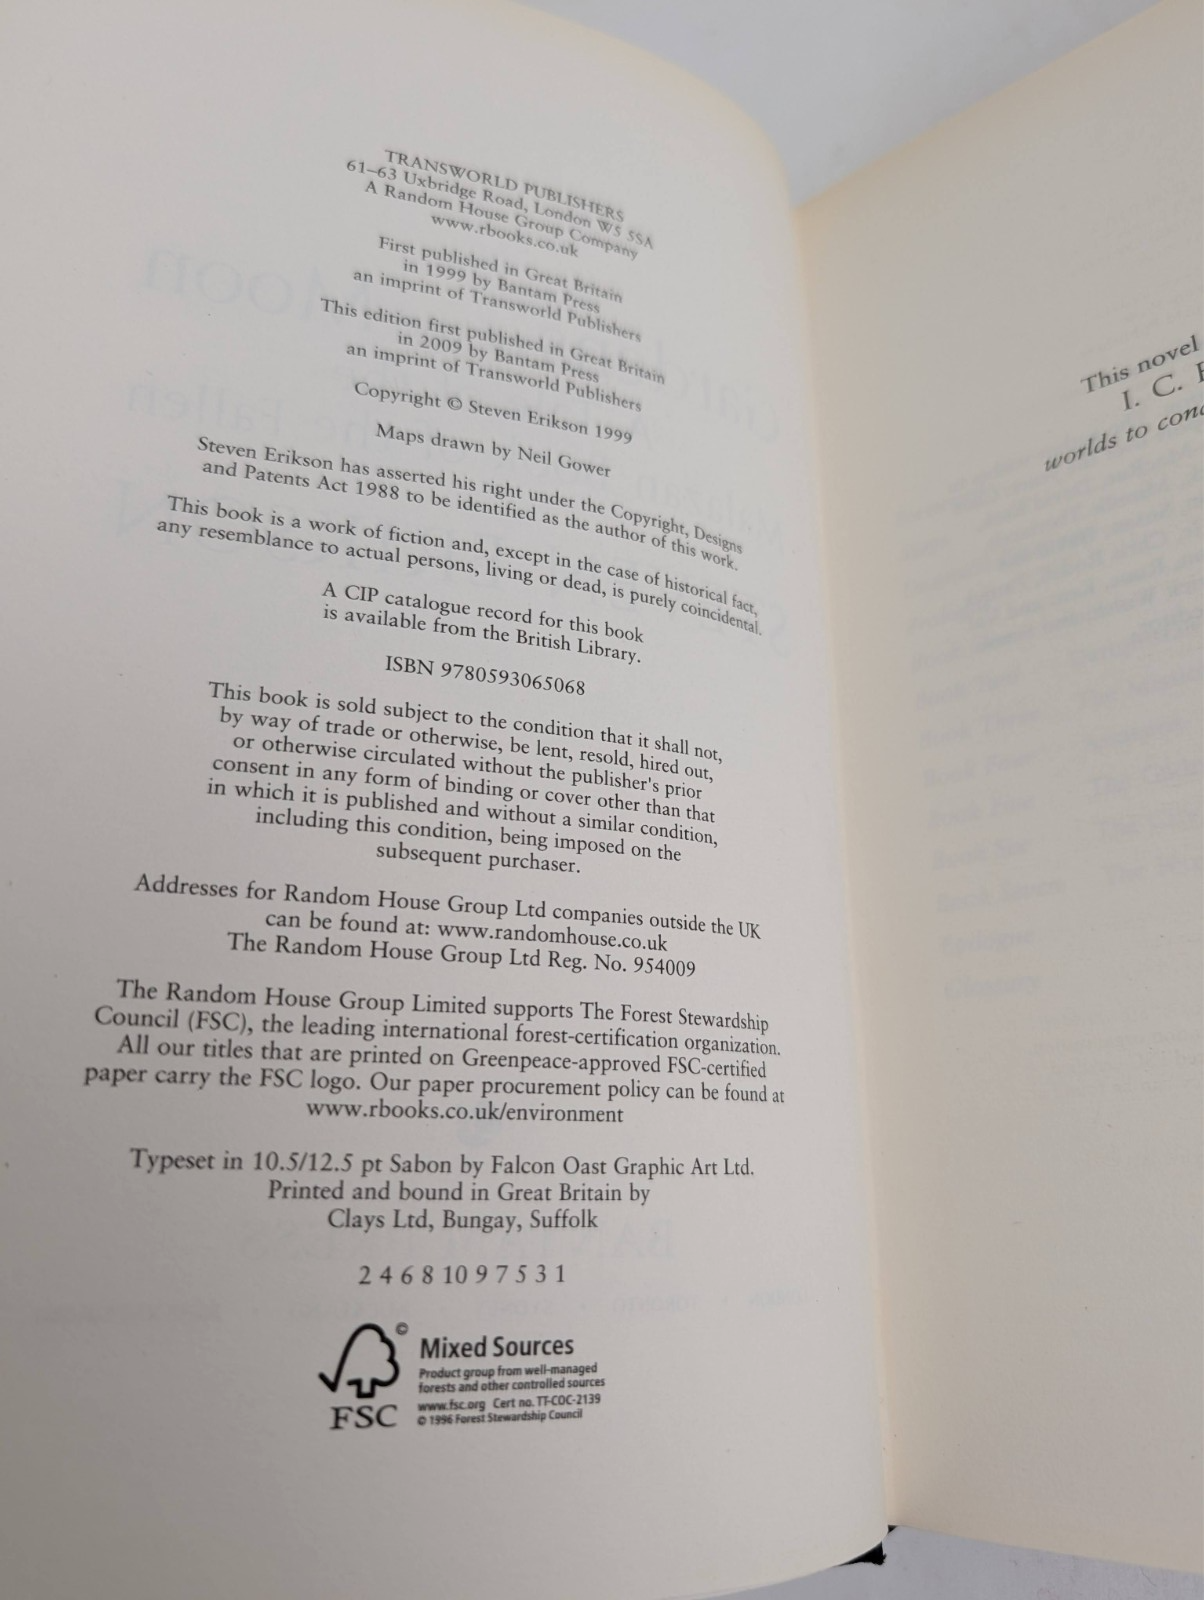 TRANSWORLD PUBLISHERS
61–63 Uxbridge Road, London W5 5SA
A Random House Group Company
www.rbooks.co.uk
First published in Great Britain
in 1999 by Bantam Press
an imprint of Transworld Publishers
This edition first published in Great Britain
in 2009 by Bantam Press
an imprint of Transworld Publishers
Copyright © Steven Erikson 1999
Maps drawn by Neil Gower
Steven Erikson has asserted his right under the Copyright, Designs
and Patents Act 1988 to be identified as the author of this work.
This book is a work of fiction and, except in the case of historical fact,
any resemblance to actual persons, living or dead, is purely coincidental.
A CIP catalogue record for this book
is available from the British Library.
ISBN 9780593065068
This book is sold subject to the condition that it shall not,
by way of trade or otherwise, be lent, resold, hired out,
or otherwise circulated without the publisher's prior
consent in any form of binding or cover other than that
in which it is published and without a similar condition,
including this condition, being imposed on the
subsequent purchaser.
Addresses for Random House Group Ltd companies outside the UK
can be found at: www.randomhouse.co.uk
The Random House Group Ltd Reg. No. 954009
The Random House Group Limited supports The Forest Stewardship
Council (FSC), the leading international forest-certification organization.
All our titles that are printed on Greenpeace-approved FSC-certified
paper carry the FSC logo. Our paper procurement policy can be found at
www.rbooks.co.uk/environment
Typeset in 10.5/12.5 pt Sabon by Falcon Oast Graphic Art Ltd.
Printed and bound in Great Britain by
Clays Ltd, Bungay, Suffolk
2 4 6 8 10 9 7 5 3 1
©
FSC
Mixed Sources
Product group from well-managed
forests and other controlled sources
www.fsc.org Cert no. TT-COC-2139
© 1996 Forest Stewardship Council
This novel
I. C.
worlds to